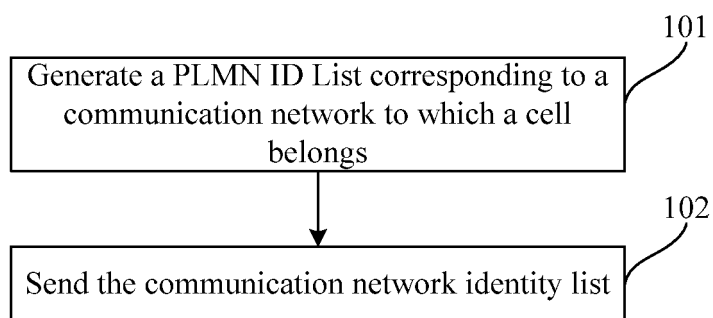 101
Generate a PLMN ID List corresponding to a
communication network to which a cell
belongs
102
Send the communication network identity list